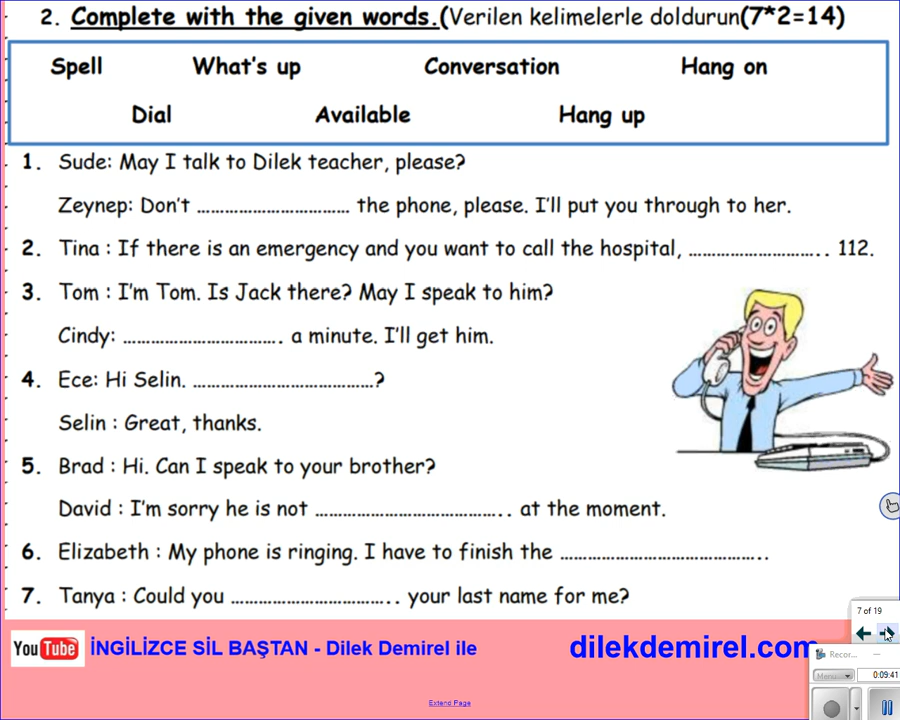 2. Complete with the given words.(Verilen kelimelerle doldurun(7*2=14)
Spell What's up Conversation Hang on
Dial Available Hang up
1. Sude: May I talk to Dilek teacher, please?
Zeynep: Don't ................................ the phone, please. I'll put you through to her.
2. Tina : If there is an emergency and you want to call the hospital, ........................... 112.
3. Tom : I'm Tom. Is Jack there? May I speak to him?
Cindy: ................................. a minute. I'll get him.
4. Ece: Hi Selin. ......................................?
Selin : Great, thanks.
5. Brad : Hi. Can I speak to your brother?
David : I'm sorry he is not ....................................... at the moment.
6. Elizabeth : My phone is ringing. I have to finish the ..........................................
7. Tanya : Could you .................................. your last name for me?
7 of 19
YouTube İNGİLİZCE SİL BAŞTAN - Dilek Demirel ile dilekdemirel.com
Recor...
Menu 0:09:41
Extend Page